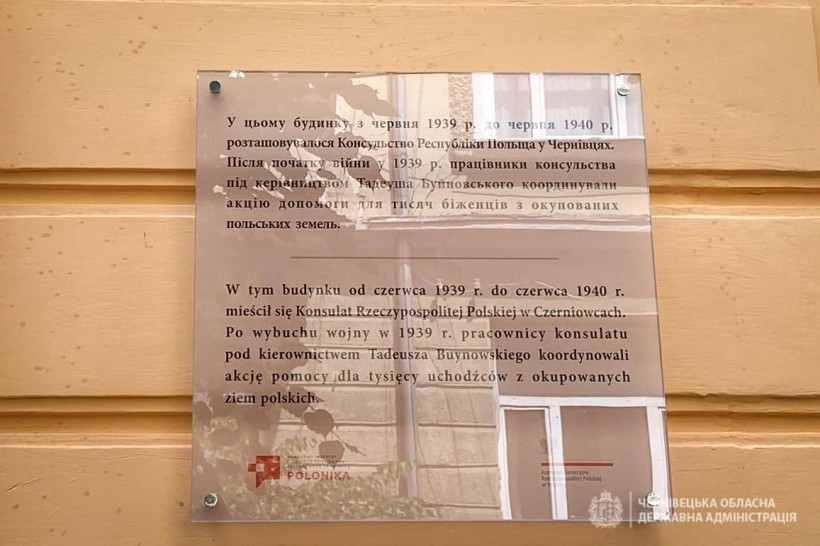 У цьому будинку з червня 1939 р. до червня 1940 р.
розташовувалося Консульство Республіки Польща у Чернівцях.
Після початку війни у 1939 р. працівники консульства
під керівництвом Тадеуша Буйновського координували
акцію допомоги для тисяч біженців з окупованих
польських земель.
W tym budynku od czerwca 1939 r. do czerwca 1940 r.
mieścił się Konsulat Rzeczypospolitej Polskiej w Czerniowcach.
Po wybuchu wojny w 1939 r. pracownicy konsulatu
pod kierownictwem Tadeusza Buynowskiego koordynowali
akcję pomocy dla tysięcy uchodźców z okupowanych
ziem polskich.
POLONIKA
Rzeczypospolitej Polskiej
ЧЕРНІВЕЦЬКА ОБЛАСНА
ДЕРЖАВНА АДМІНІСТРАЦІЯ